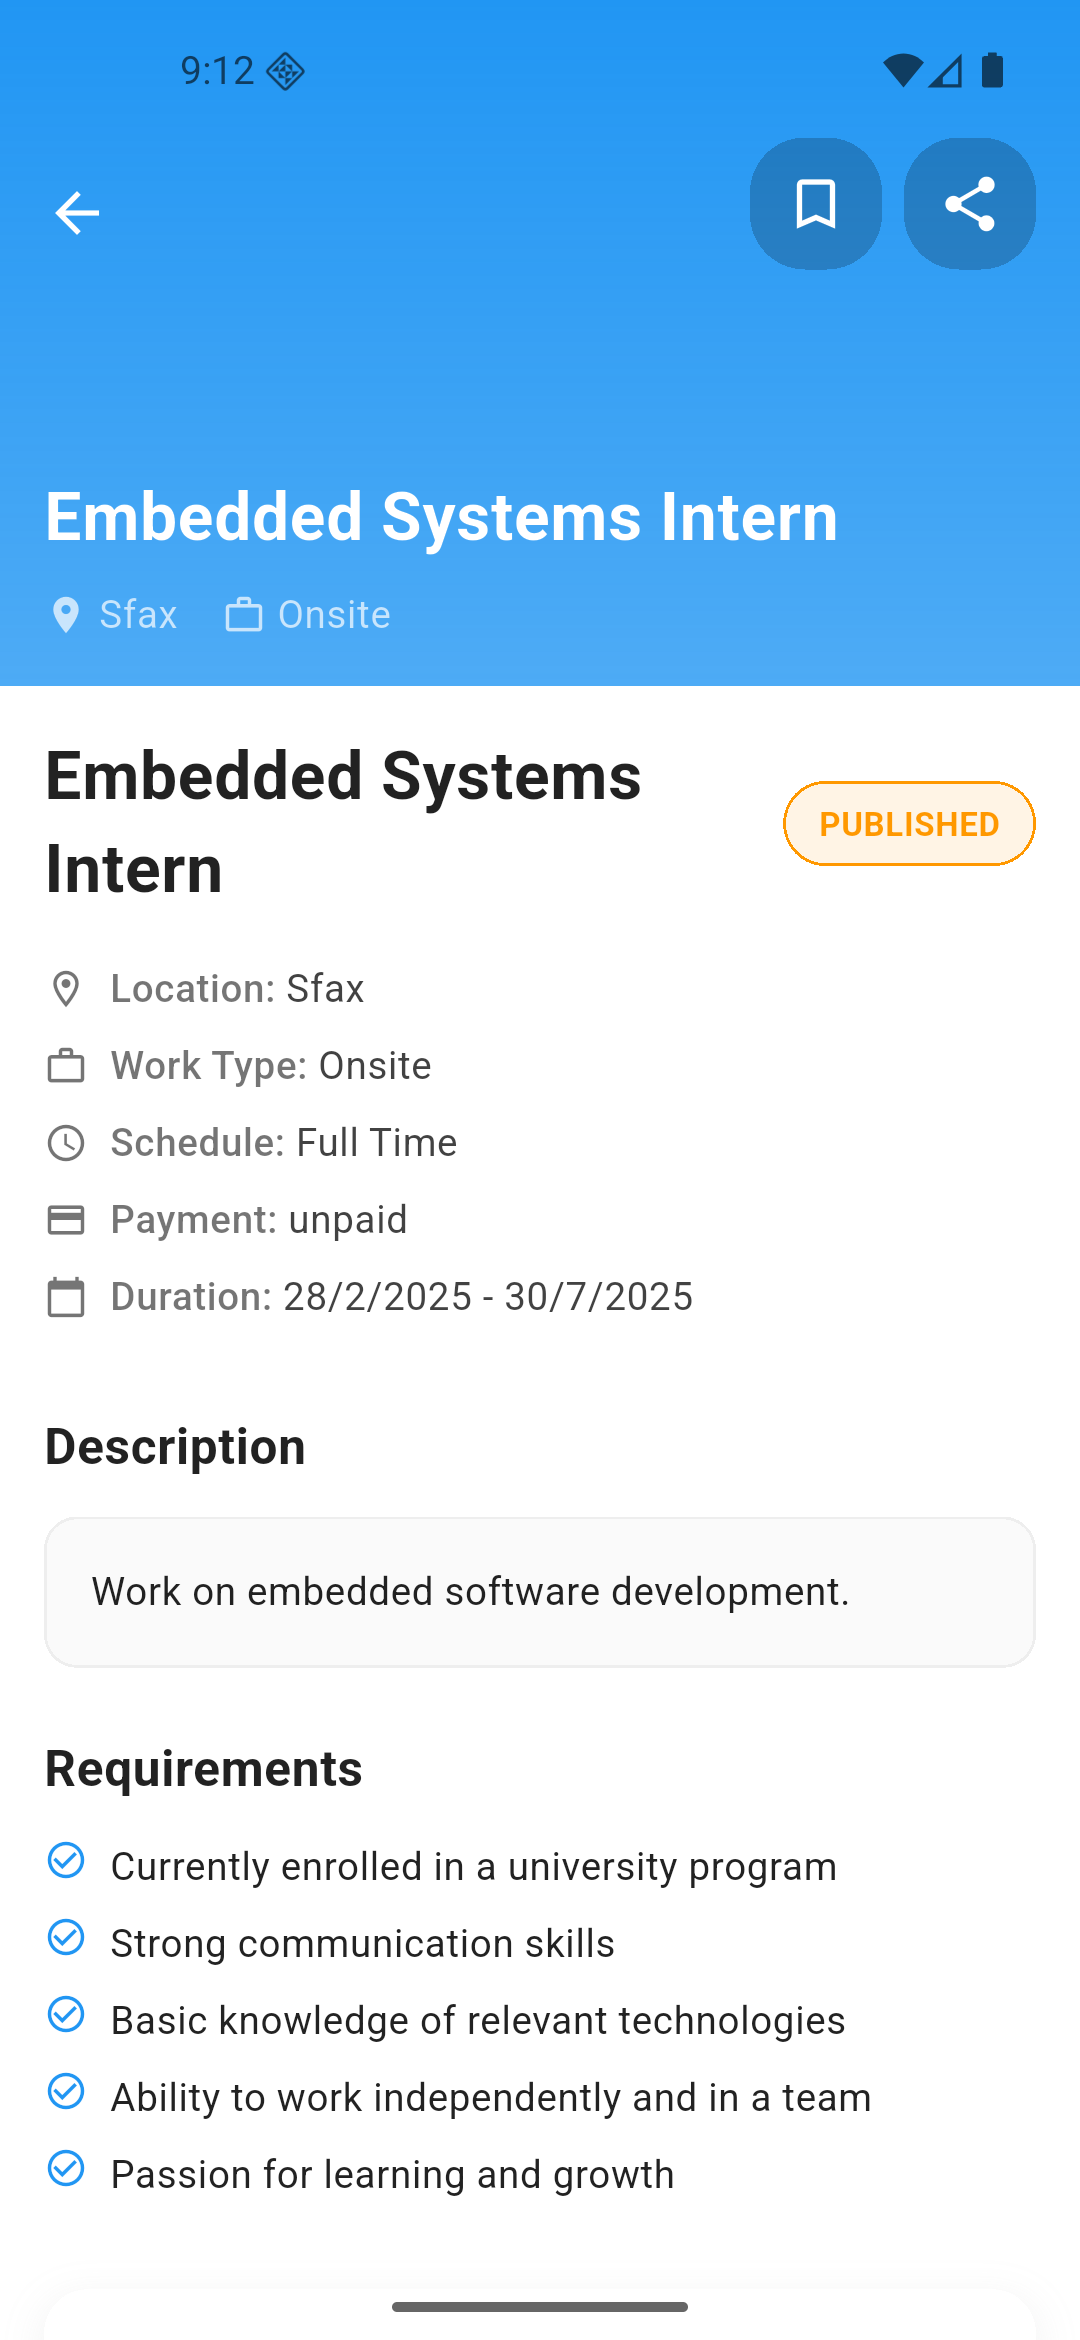 9:12
Embedded Systems Intern
Sfax Onsite
Embedded Systems
Intern
PUBLISHED
Location: Sfax
Work Type: Onsite
Schedule: Full Time
Payment: unpaid
Duration: 28/2/2025 - 30/7/2025
Description
Work on embedded software development.
Requirements
Currently enrolled in a university program
Strong communication skills
Basic knowledge of relevant technologies
Ability to work independently and in a team
Passion for learning and growth